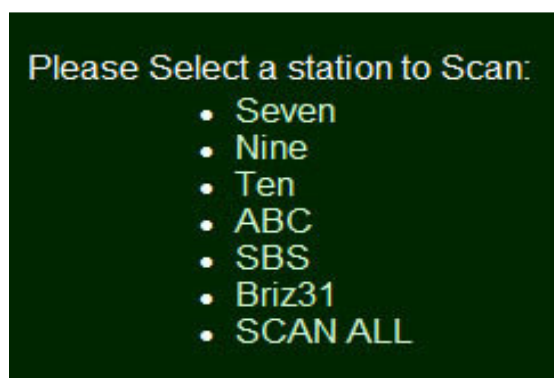 Please Select a station to Scan:
• Seven
• Nine
• Ten
• ABC
• SBS
• Briz31
• SCAN ALL